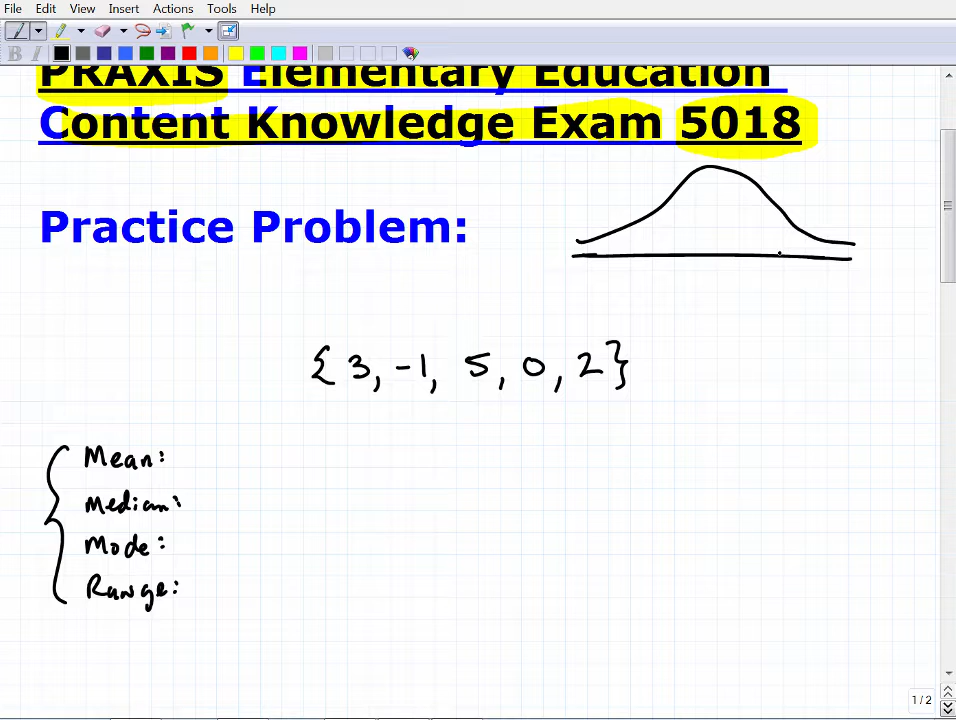 File Edit View Insert Actions Tools Help
B I
PRAXIS Elementary Education
Content Knowledge Exam 5018
Practice Problem:
{3, -1, 5, 0, 2}
Mean:
Median:
Mode:
Range:
1/2